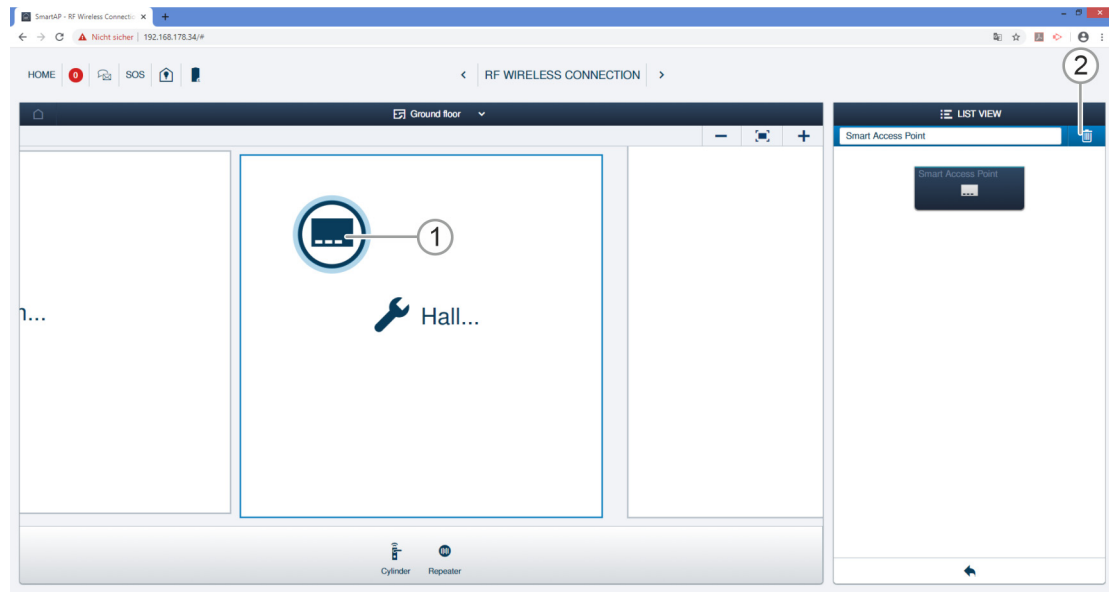 SmartAP - RF Wireless Connectio
Nicht sicher | 192.168.178.34/#
HOME 0 SOS < RF WIRELESS CONNECTION >
2
Ground floor
LIST VIEW
Smart Access Point
Smart Access Point
1
n...
Hall...
Cylinder Repeater